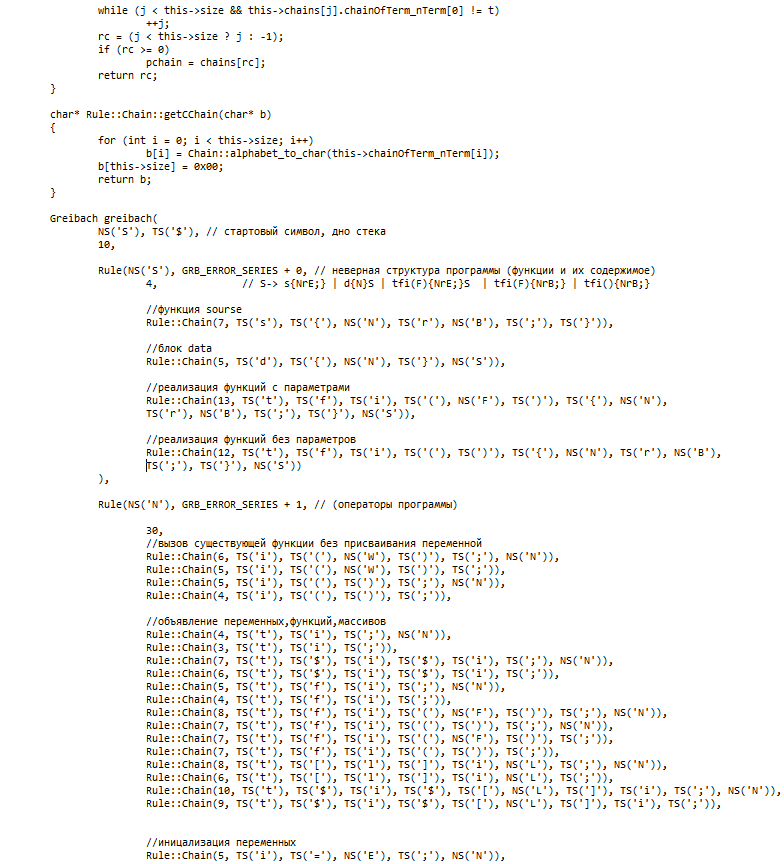 while (j < this->size && this->chains[j].chainOfTerm_nTerm[0] != t)
++j;
rc = (j < this->size ? j : -1);
if (rc >= 0)
pchain = chains[rc];
return rc;
}
char* Rule::Chain::getCChain(char* b)
{
for (int i = 0; i < this->size; i++)
b[i] = Chain::alphabet_to_char(this->chainOfTerm_nTerm[i]);
b[this->size] = 0x00;
return b;
}
Greibach greibach(
NS('S'), TS('$'), // стартовый символ, дно стека
10,
Rule(NS('S'), GRB_ERROR_SERIES + 0, // неверная структура программы (функции и их содержимое)
4, // S-> s{NrE;} | d{N}S | tfi(F){NrE;}S | tfi(F){NrB;} | tfi(){NrB;}
//функция sourse
Rule::Chain(7, TS('s'), TS('{'), NS('N'), TS('r'), NS('B'), TS(';'), TS('}')),
//блок data
Rule::Chain(5, TS('d'), TS('{'), NS('N'), TS('}'), NS('S')),
//реализация функций с параметрами
Rule::Chain(13, TS('t'), TS('f'), TS('i'), TS('('), NS('F'), TS(')'), TS('{'), NS('N'),
TS('r'), NS('B'), TS(';'), TS('}'), NS('S')),
//реализация функций без параметров
Rule::Chain(12, TS('t'), TS('f'), TS('i'), TS('('), TS(')'), TS('{'), NS('N'), TS('r'), NS('B'),
TS(';'), TS('}'), NS('S'))
),
Rule(NS('N'), GRB_ERROR_SERIES + 1, // (операторы программы)
30,
//вызов существующей функции без присваивания переменной
Rule::Chain(6, TS('i'), TS('('), NS('W'), TS(')'), TS(';'), NS('N')),
Rule::Chain(5, TS('i'), TS('('), NS('W'), TS(')'), TS(';')),
Rule::Chain(5, TS('i'), TS('('), TS(')'), TS(';'), NS('N')),
Rule::Chain(4, TS('i'), TS('('), TS(')'), TS(';')),
//объявление переменных,функций,массивов
Rule::Chain(4, TS('t'), TS('i'), TS(';'), NS('N')),
Rule::Chain(3, TS('t'), TS('i'), TS(';')),
Rule::Chain(7, TS('t'), TS('$'), TS('i'), TS('$'), TS('i'), TS(';'), NS('N')),
Rule::Chain(6, TS('t'), TS('$'), TS('i'), TS('$'), TS('i'), TS(';')),
Rule::Chain(5, TS('t'), TS('f'), TS('i'), TS(';'), NS('N')),
Rule::Chain(4, TS('t'), TS('f'), TS('i'), TS(';')),
Rule::Chain(8, TS('t'), TS('f'), TS('i'), TS('('), NS('F'), TS(')'), TS(';'), NS('N')),
Rule::Chain(7, TS('t'), TS('f'), TS('i'), TS('('), TS(')'), TS(';'), NS('N')),
Rule::Chain(7, TS('t'), TS('f'), TS('i'), TS('('), NS('F'), TS(')'), TS(';')),
Rule::Chain(7, TS('t'), TS('f'), TS('i'), TS('('), TS(')'), TS(';')),
Rule::Chain(8, TS('t'), TS('['), TS('l'), TS(']'), TS('i'), NS('L'), TS(';'), NS('N')),
Rule::Chain(6, TS('t'), TS('['), TS('l'), TS(']'), TS('i'), NS('L'), TS(';')),
Rule::Chain(10, TS('t'), TS('$'), TS('i'), TS('$'), TS('['), NS('L'), TS(']'), TS('i'), TS(';'), NS('N')),
Rule::Chain(9, TS('t'), TS('$'), TS('i'), TS('$'), TS('['), NS('L'), TS(']'), TS('i'), TS(';')),
//иницализация переменных
Rule::Chain(5, TS('i'), TS('='), NS('E'), TS(';'), NS('N')),